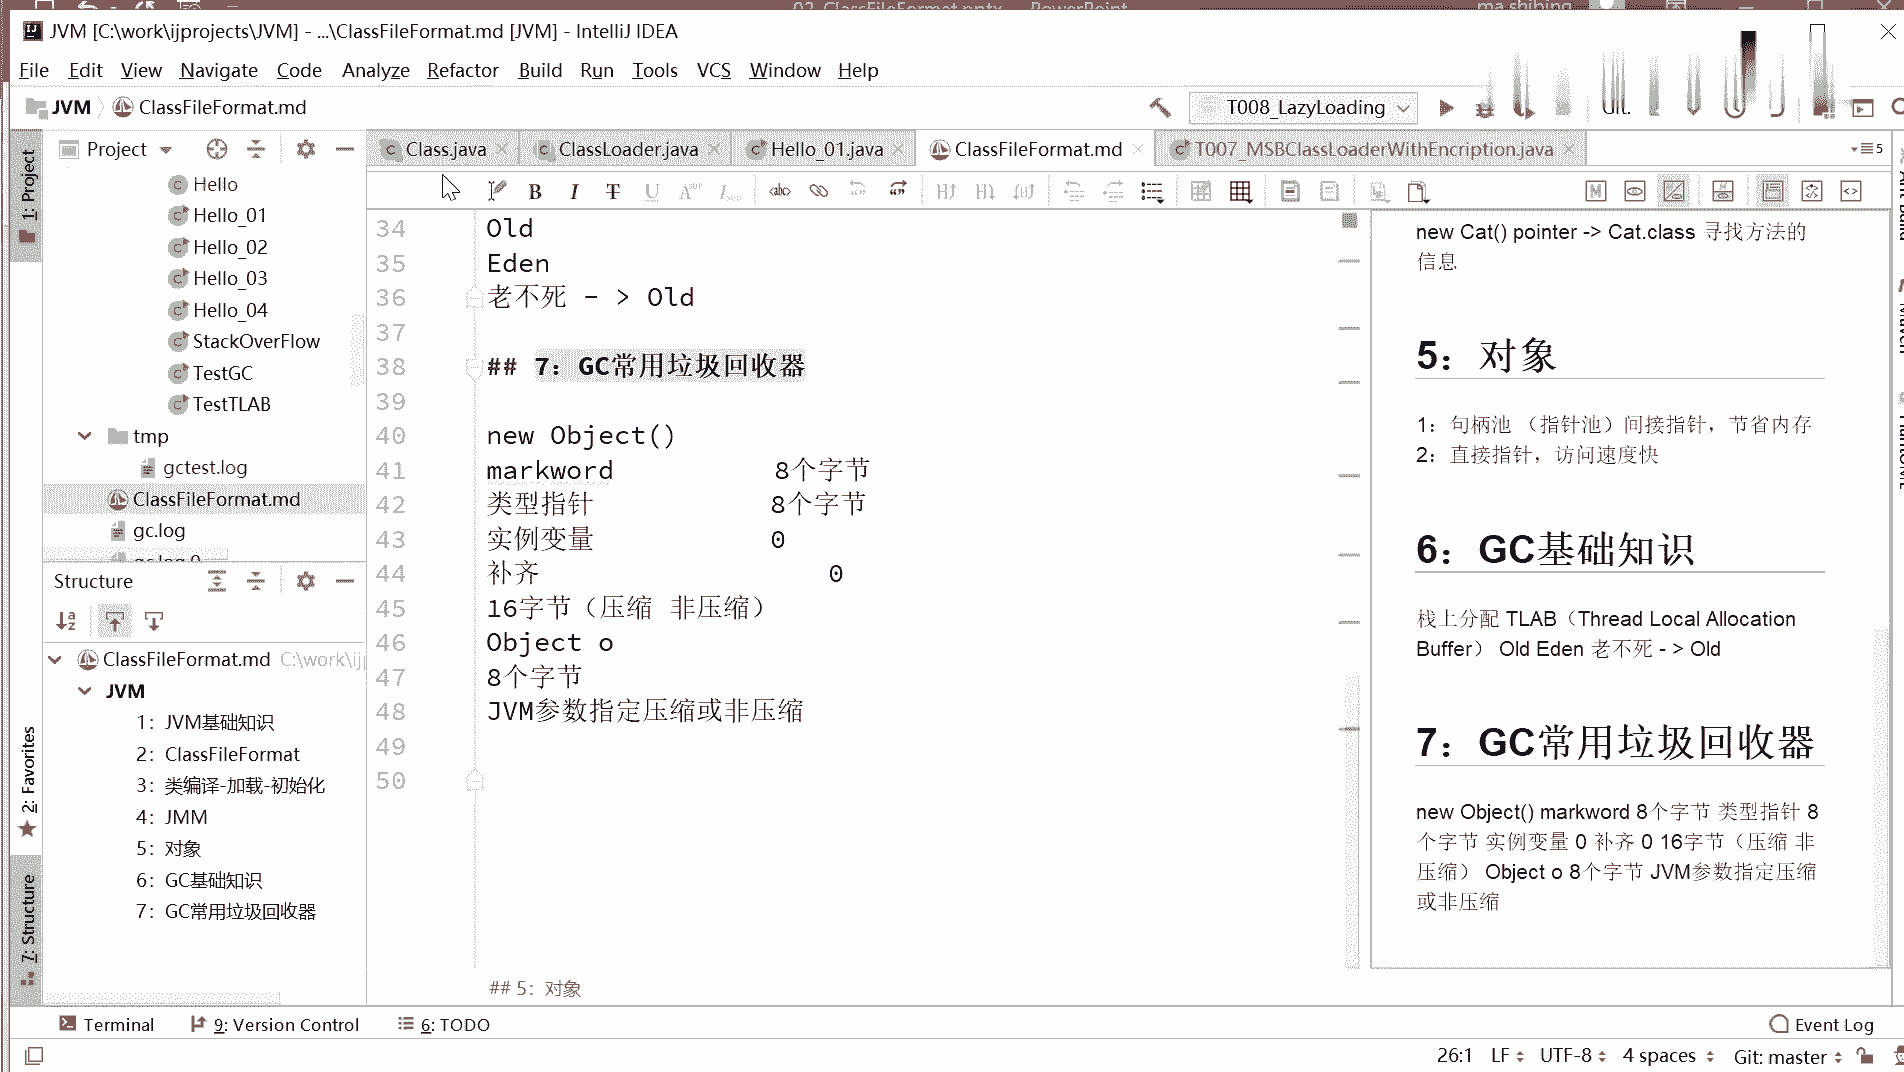 02_ClassFileFormat.pptx - PowerPoint
ma shibing
JVM [C:\work\ijprojects\JVM] - ...\ClassFileFormat.md [JVM] - IntelliJ IDEA
File Edit View Navigate Code Analyze Refactor Build Run Tools VCS Window Help
JVM ClassFileFormat.md
T008_LazyLoading
Project
Class.java ClassLoader.java Hello_01.java ClassFileFormat.md T007_MSBClassLoaderWithEncription.java
5
1: Project
Hello
Hello_01
Hello_02
Hello_03
Hello_04
StackOverFlow
TestGC
TestTLAB
tmp
gctest.log
ClassFileFormat.md
gc.log
Structure
ClassFileFormat.md C:\work\ij
JVM
1：JVM基础知识
2：ClassFileFormat
3：类编译-加载-初始化
4：JMM
5：对象
6：GC基础知识
7：GC常用垃圾回收器
2: Favorites
7: Structure
34 Old
35 Eden
36 老不死 - > Old
37
38 ## 7：GC常用垃圾回收器
39
40 new Object()
41 markword 8个字节
42 类型指针 8个字节
43 实例变量 0
44 补齐 0
45 16字节（压缩 非压缩）
46 Object o
47 8个字节
48 JVM参数指定压缩或非压缩
49
50
## 5：对象
new Cat() pointer -> Cat.class 寻找方法的
信息
5：对象
1：句柄池 （指针池）间接指针，节省内存
2：直接指针，访问速度快
6：GC基础知识
栈上分配 TLAB（Thread Local Allocation
Buffer） Old Eden 老不死 - > Old
7：GC常用垃圾回收器
new Object() markword 8个字节 类型指针 8
个字节 实例变量 0 补齐 0 16字节（压缩 非
压缩） Object o 8个字节 JVM参数指定压缩
或非压缩
Terminal 9: Version Control 6: TODO
Event Log
26:1 LF UTF-8 4 spaces Git: master